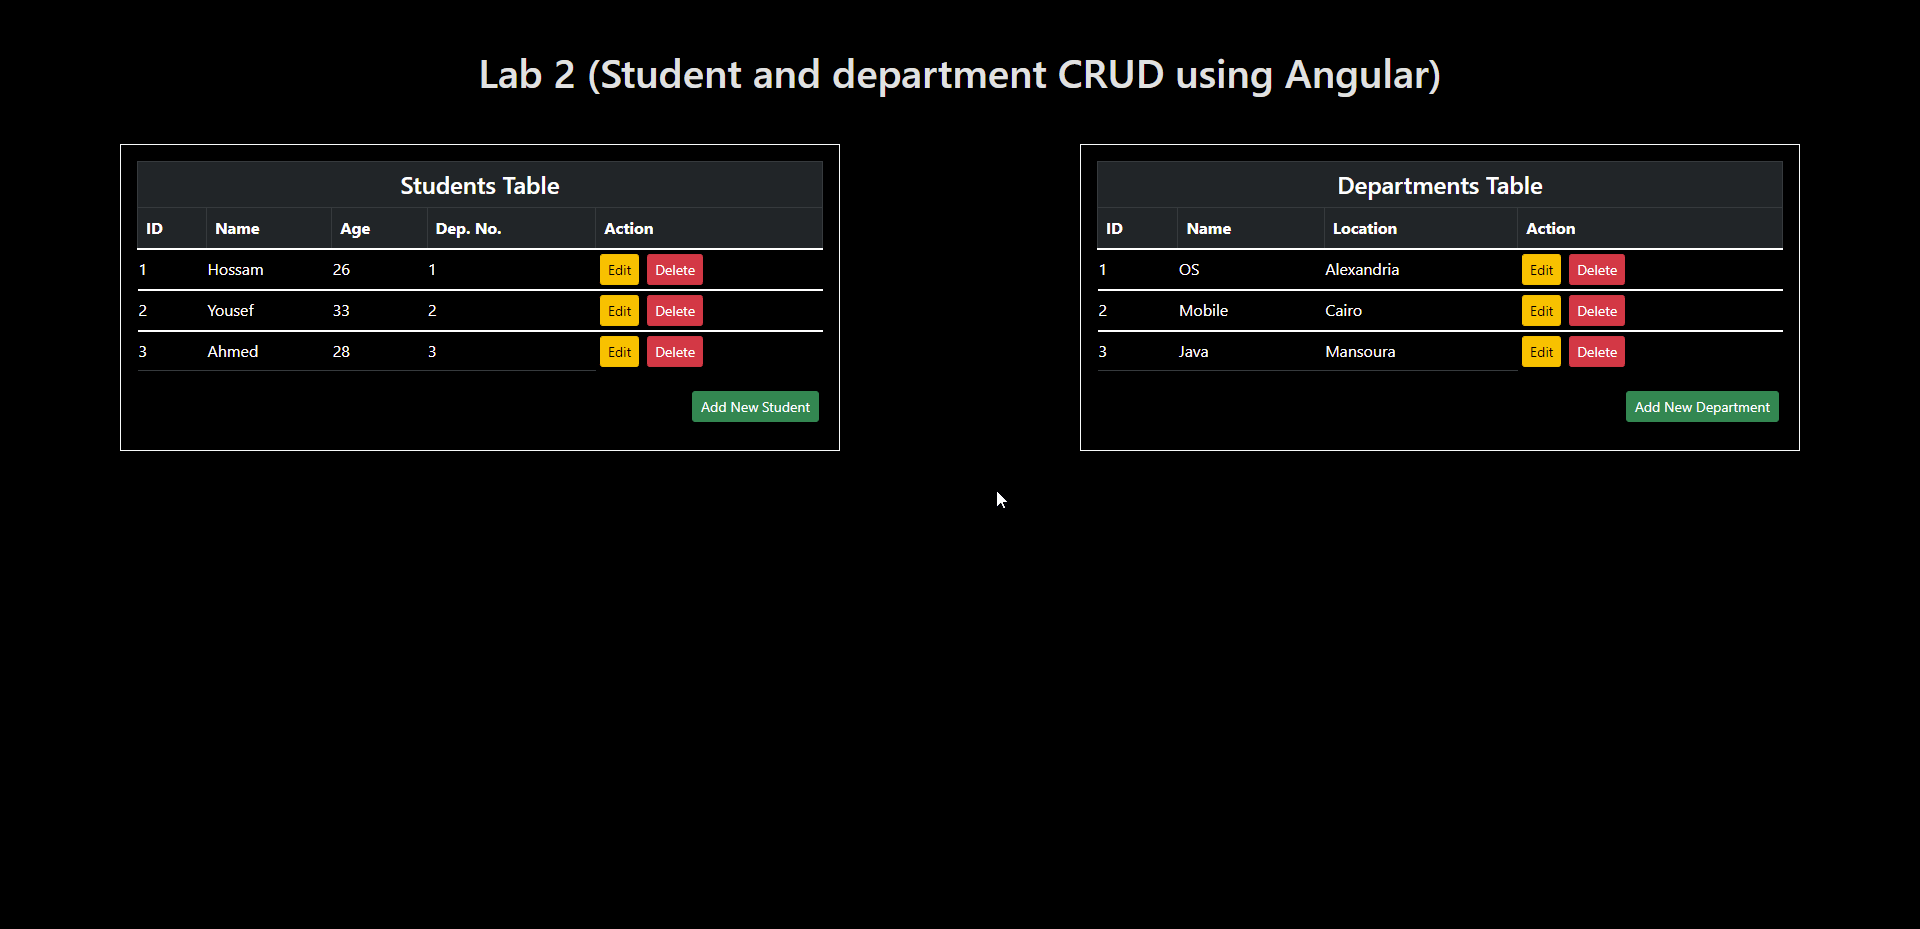 Lab 2 (Student and department CRUD using Angular)
Students Table
ID Name Age Dep. No. Action
1 Hossam 26 1 Edit Delete
2 Yousef 33 2 Edit Delete
3 Ahmed 28 3 Edit Delete
Add New Student
Departments Table
ID Name Location Action
1 OS Alexandria Edit Delete
2 Mobile Cairo Edit Delete
3 Java Mansoura Edit Delete
Add New Department